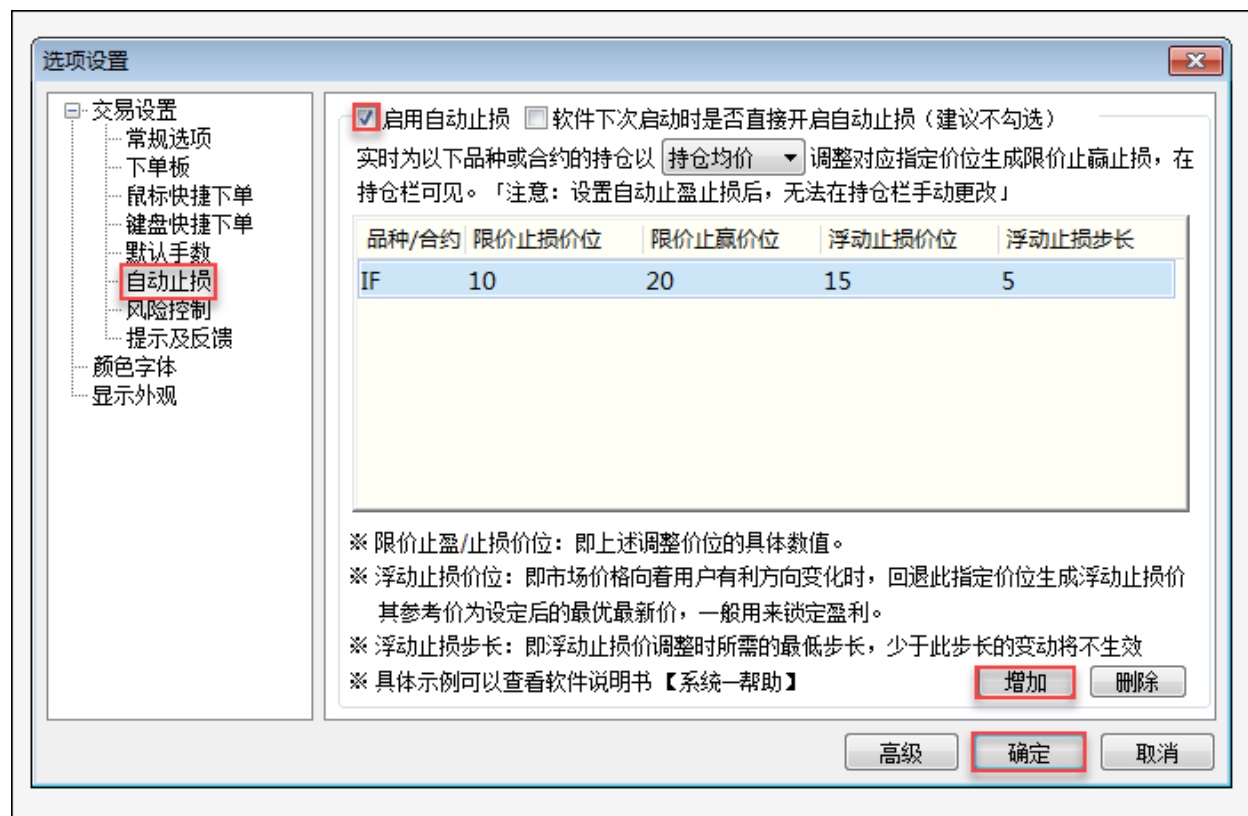 选项设置
交易设置
常规选项
下单板
鼠标快捷下单
键盘快捷下单
默认手数
自动止损
风险控制
提示及反馈
颜色字体
显示外观
启用自动止损 软件下次启动时是否直接开启自动止损（建议不勾选）
实时为以下品种或合约的持仓以 持仓均价 调整对应指定价位生成限价止赢止损，在
持仓栏可见。「注意：设置自动止盈止损后，无法在持仓栏手动更改」
品种/合约 限价止损价位 限价止赢价位 浮动止损价位 浮动止损步长
IF 10 20 15 5
※ 限价止盈/止损价位：即上述调整价位的具体数值。
※ 浮动止损价位：即市场价格向着用户有利方向变化时，回退此指定价位生成浮动止损价
其参考价为设定后的最优最新价，一般用来锁定盈利。
※ 浮动止损步长：即浮动止损价调整时所需的最低步长，少于此步长的变动将不生效
※ 具体示例可以查看软件说明书【系统—帮助】
增加 删除
高级 确定 取消